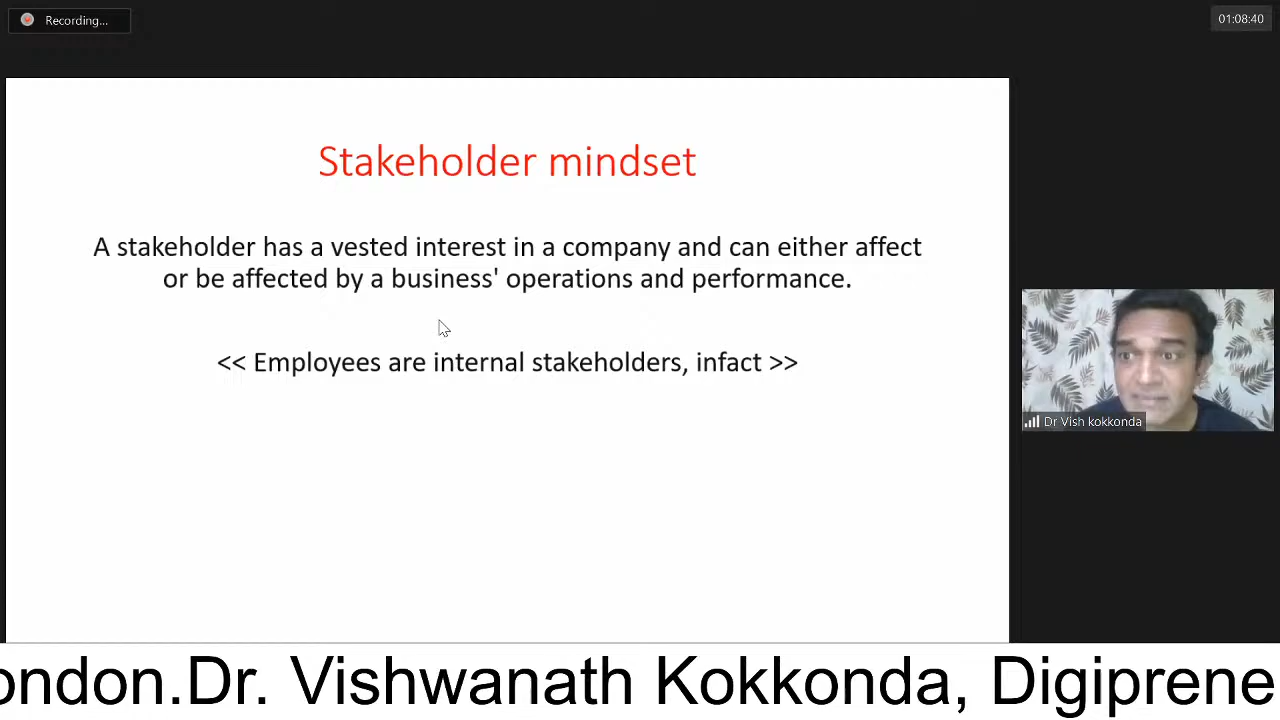 Recording...
01:08:40
Stakeholder mindset
A stakeholder has a vested interest in a company and can either affect
or be affected by a business' operations and performance.
<< Employees are internal stakeholders, infact >>
Dr Vish kokkonda
ondon.Dr. Vishwanath Kokkonda, Digiprene